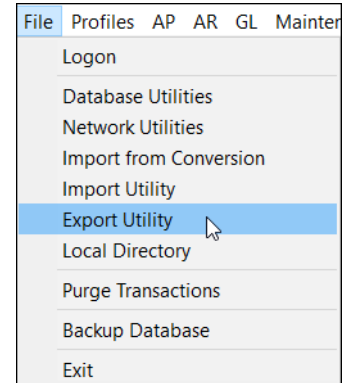 File Profiles AP AR GL Mainter
Logon
Database Utilities
Network Utilities
Import from Conversion
Import Utility
Export Utility
Local Directory
Purge Transactions
Backup Database
Exit